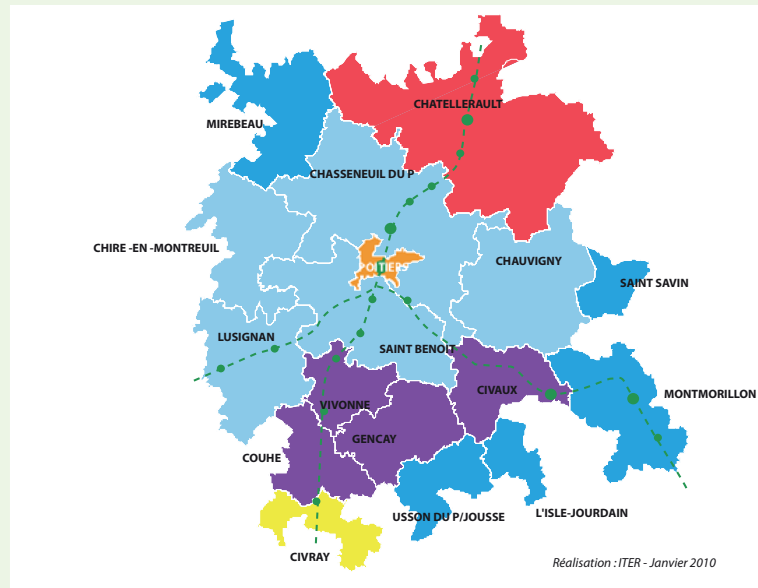 CHATELLERAULT
MIREBEAU
CHASSENEUIL DU P
CHIRE -EN -MONTREUIL
POITIERS
CHAUVIGNY
SAINT SAVIN
LUSIGNAN
SAINT BENOIT
CIVAUX
MONTMORILLON
VIVONNE
GENCAY
COUHE
USSON DU P/JOUSSE
L'ISLE-JOURDAIN
CIVRAY
Réalisation : ITER - Janvier 2010